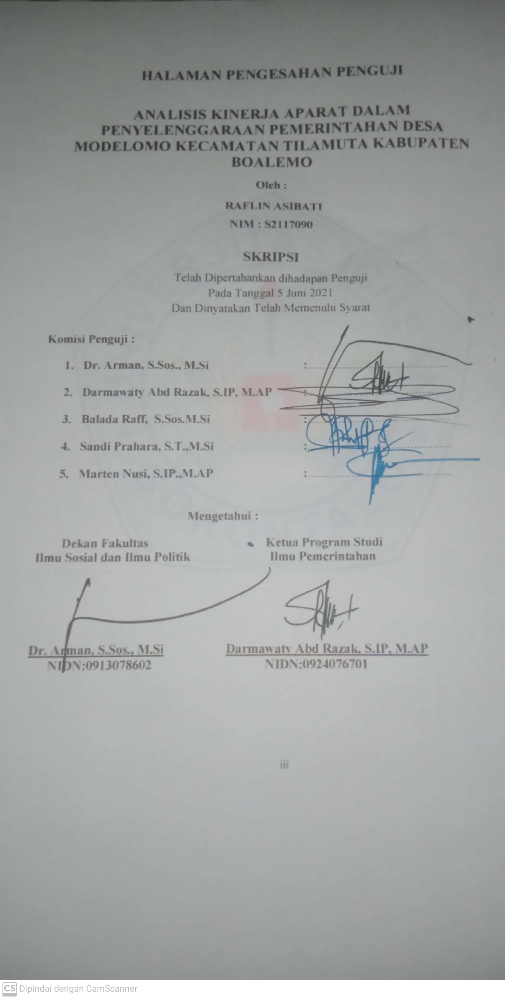 HALAMAN PENGESAHAN PENGUJI
ANALISIS KINERJA APARAT DALAM
PENYELENGGARAAN PEMERINTAHAN DESA
MODELOMO KECAMATAN TILAMUTA KABUPATEN
BOALEMO
Oleh :
RAFLIN ASIBATI
NIM : S2117090
SKRIPSI
Telah Dipertahankan dihadapan Penguji
Pada Tanggal 5 Juni 2021
Dan Dinyatakan Telah Memenuhi Syarat
Komisi Penguji :
1. Dr. Arman, S.Sos., M.Si :
2. Darmawaty Abd Razak, S.IP, M.AP :
3. Balada Raff, S.Sos.M.Si :
4. Sandi Prahara, S.T.,M.Si :
5. Marten Nusi, S.IP.,M.AP :
Mengetahui :
Dekan Fakultas
Ilmu Sosial dan Ilmu Politik
Ketua Program Studi
Ilmu Pemerintahan
Dr. Arman, S.Sos., M.Si
NIDN:0913078602
Darmawaty Abd Razak, S.IP, M.AP
NIDN:0924076701
iii
CS Dipindai dengan CamScanner